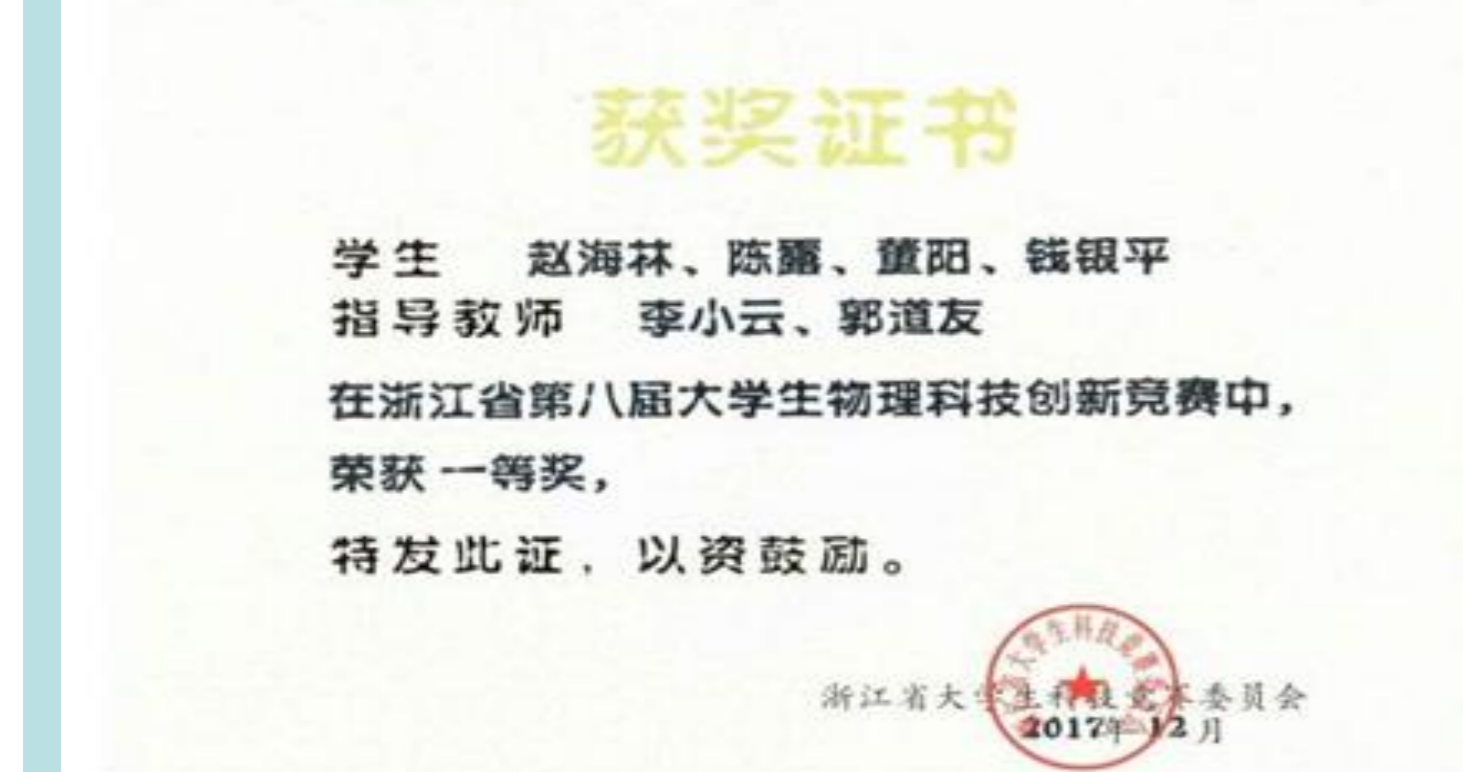 获奖证书
学生 赵海林、陈露、董阳、钱银平
指导教师 李小云、郭道友
在浙江省第八届大学生物理科技创新竞赛中，
荣获一等奖，
特发此证，以资鼓励。
浙江省大学生科技竞赛委员会
2017年12月